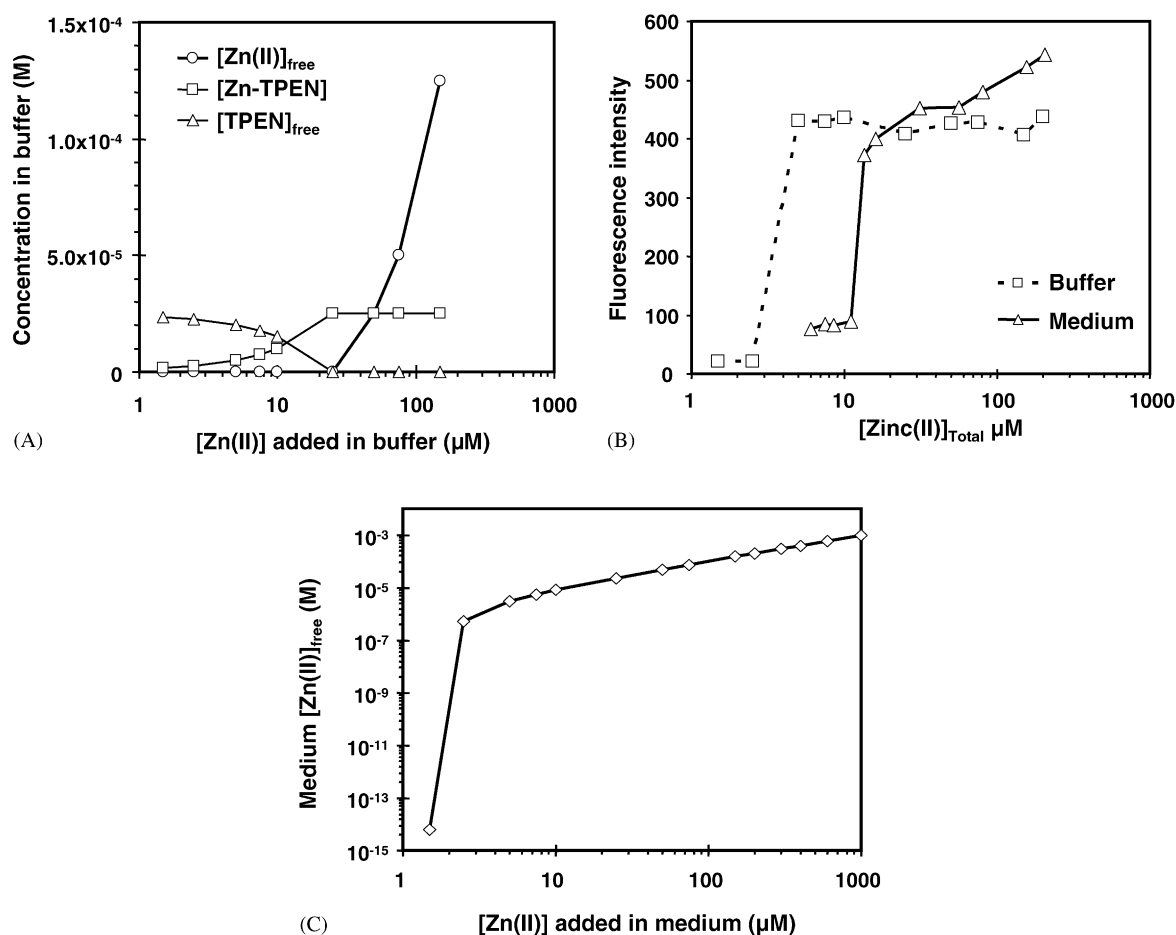 1.5x10⁻⁴
1.0x10⁻⁴
5.0x10⁻⁵
0
Concentration in buffer (M)
[Zn(II)]free
[Zn-TPEN]
[TPEN]free
1 10 100 1000
(A) [Zn(II)] added in buffer (µM)
600
500
400
300
200
100
0
Fluorescence intensity
Buffer
Medium
1 10 100 1000
(B) [Zinc(II)]Total µM
10⁻³
10⁻⁵
10⁻⁷
10⁻⁹
10⁻¹¹
10⁻¹³
10⁻¹⁵
Medium [Zn(II)]free (M)
1 10 100 1000
(C) [Zn(II)] added in medium (µM)